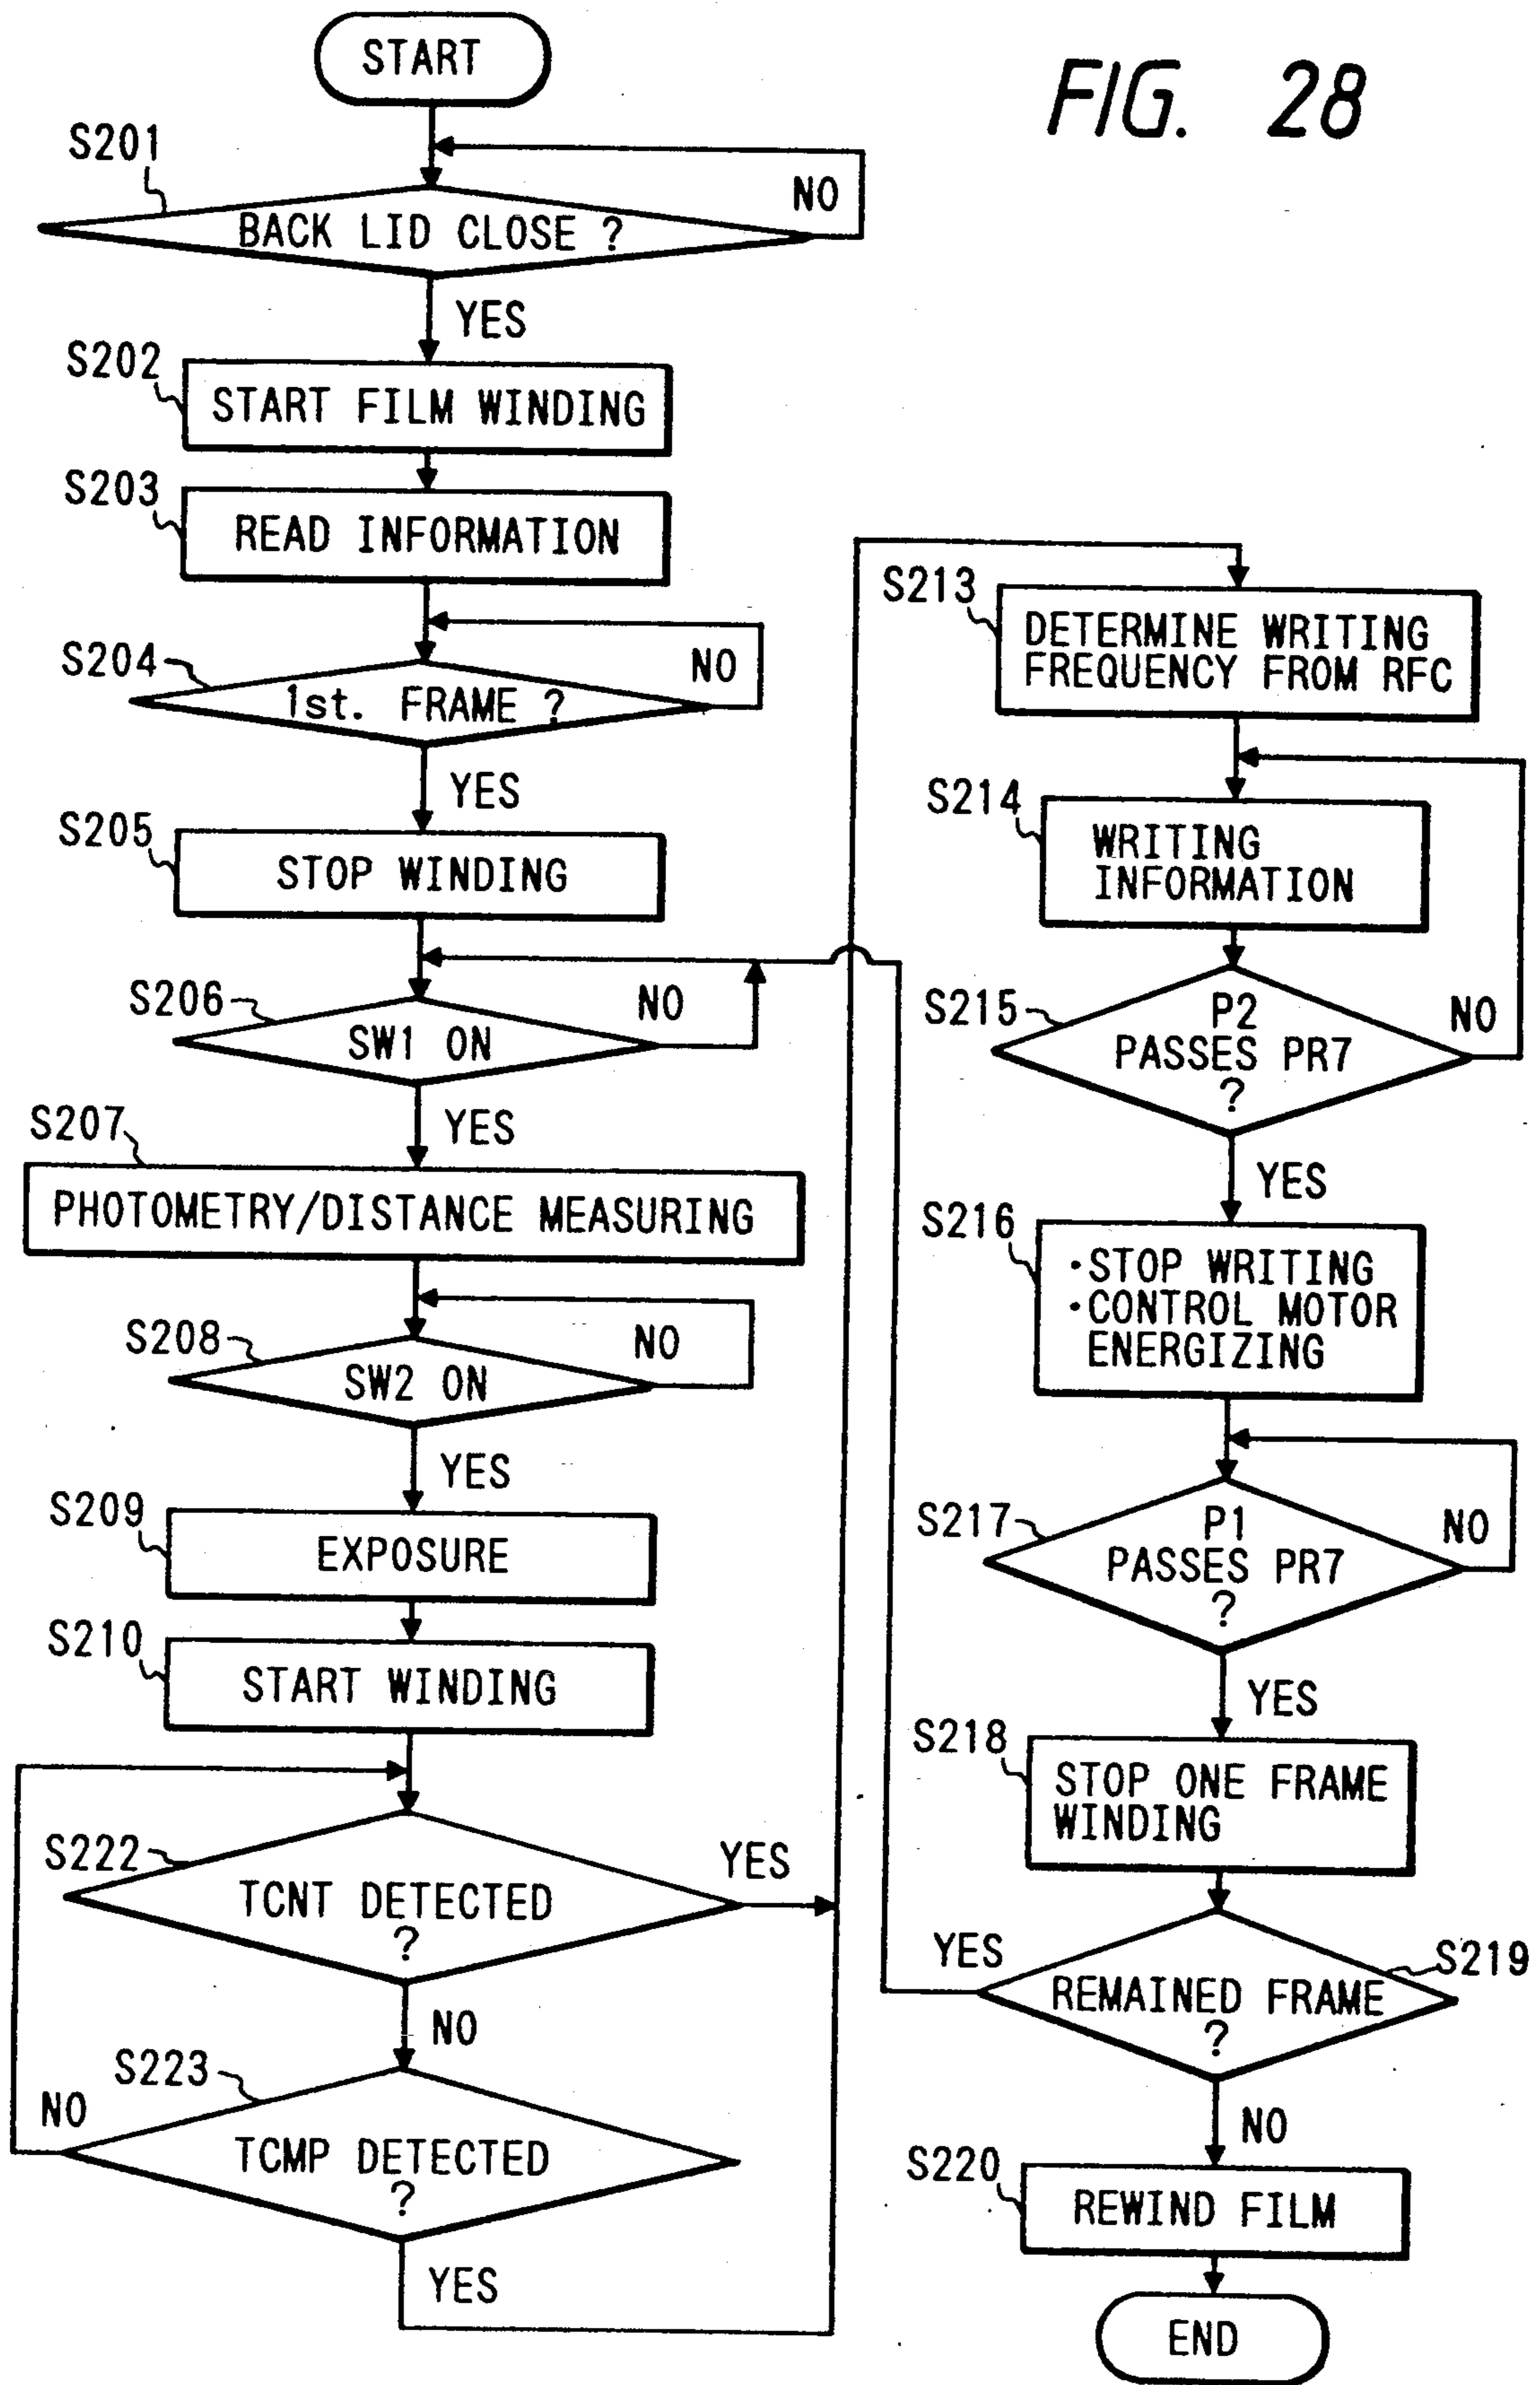 FIG. 28
START
S201
BACK LID CLOSE ?
NO
YES
S202
START FILM WINDING
S203
READ INFORMATION
S204
1st. FRAME ?
NO
YES
S205
STOP WINDING
S206
SW1 ON
NO
YES
S207
PHOTOMETRY/DISTANCE MEASURING
S208
SW2 ON
NO
YES
S209
EXPOSURE
S210
START WINDING
S222
TCNT DETECTED
?
YES
NO
S223
TCMP DETECTED
?
NO
YES
S213
DETERMINE WRITING
FREQUENCY FROM RFC
S214
WRITING
INFORMATION
S215
P2
PASSES PR7
?
NO
YES
S216
·STOP WRITING
·CONTROL MOTOR
ENERGIZING
S217
P1
PASSES PR7
?
NO
YES
S218
STOP ONE FRAME
WINDING
S219
REMAINED FRAME
?
YES
NO
S220
REWIND FILM
END